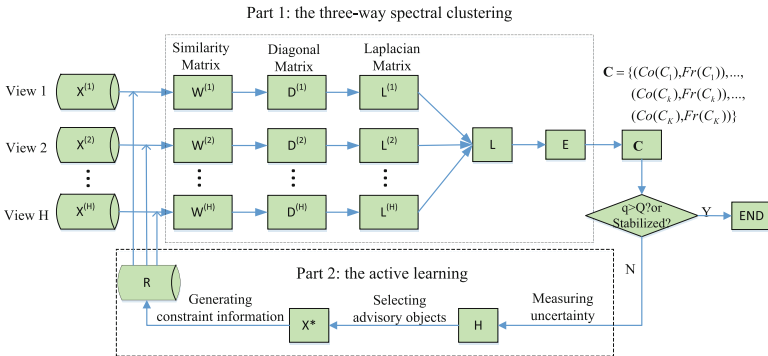 Part 1: the three-way spectral clustering
Similarity Matrix
Diagonal Matrix
Laplacian Matrix
C = {(Co(C₁),Fr(C₁)),...,
(Co(Cₖ),Fr(Cₖ)),...,
(Co(C_K),Fr(C_K))}
View 1
X⁽¹⁾
W⁽¹⁾
D⁽¹⁾
L⁽¹⁾
View 2
X⁽²⁾
W⁽²⁾
D⁽²⁾
L⁽²⁾
L
E
C
View H
X⁽ᴴ⁾
W⁽ᴴ⁾
D⁽ᴴ⁾
L⁽ᴴ⁾
q>Q?or
Stabilized?
Y
END
N
Part 2: the active learning
R
Generating
constraint information
X*
Selecting
advisory objects
H
Measuring
uncertainty